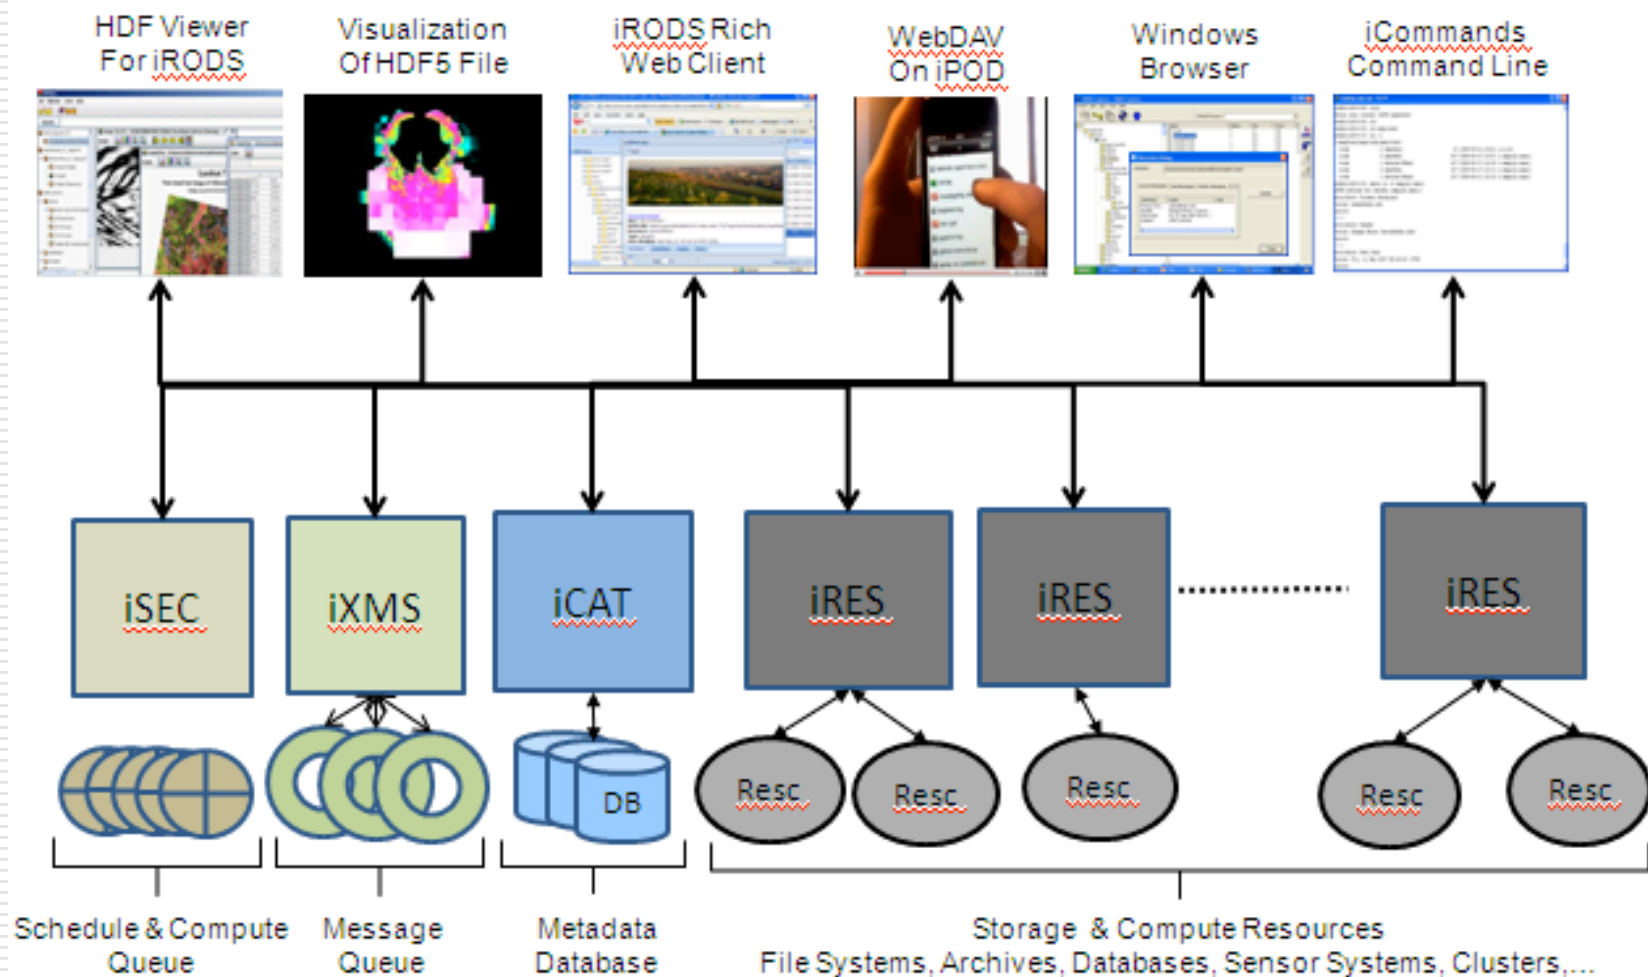 HDF Viewer
For iRODS
Visualization
Of HDF5 File
iRODS Rich
Web Client
WebDAV
On iPOD
Windows
Browser
iCommands
Command Line
iSEC
iXMS
iCAT
iRES
iRES
iRES
DB
Resc
Resc
Resc
Resc
Resc
Schedule & Compute
Queue
Message
Queue
Metadata
Database
Storage & Compute Resources
File Systems, Archives, Databases, Sensor Systems, Clusters,...